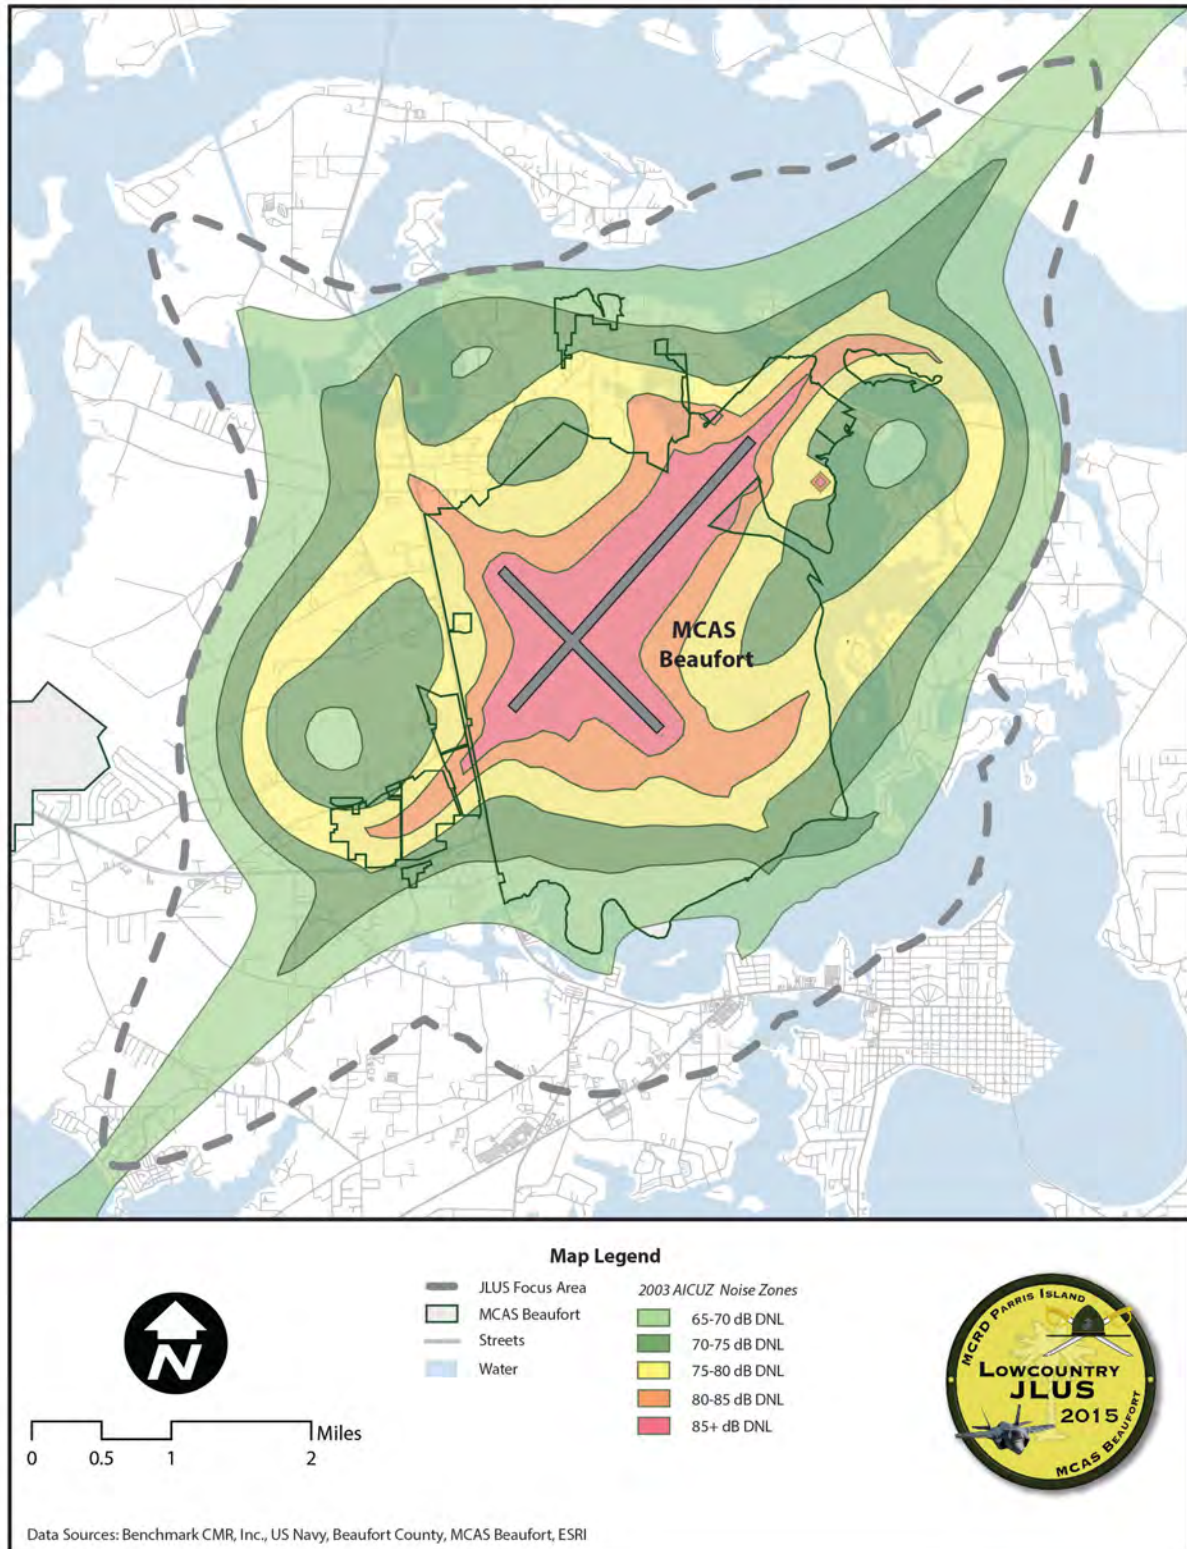 MCAS
Beaufort
Map Legend
JLUS Focus Area
MCAS Beaufort
Streets
Water
2003 AICUZ Noise Zones
65-70 dB DNL
70-75 dB DNL
75-80 dB DNL
80-85 dB DNL
85+ dB DNL
N
Miles
0 0.5 1 2
MCRD PARRIS ISLAND
LOWCOUNTRY
JLUS
2015
MCAS BEAUFORT
Data Sources: Benchmark CMR, Inc., US Navy, Beaufort County, MCAS Beaufort, ESRI